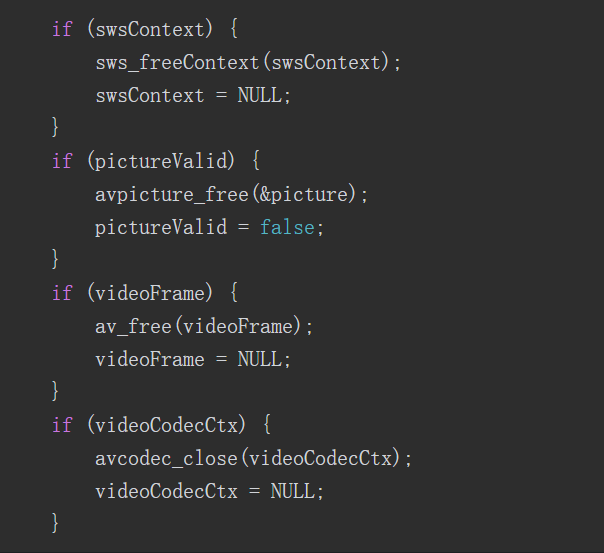 if (swsContext) {
sws_freeContext(swsContext);
swsContext = NULL;
}
if (pictureValid) {
avpicture_free(&picture);
pictureValid = false;
}
if (videoFrame) {
av_free(videoFrame);
videoFrame = NULL;
}
if (videoCodecCtx) {
avcodec_close(videoCodecCtx);
videoCodecCtx = NULL;
}